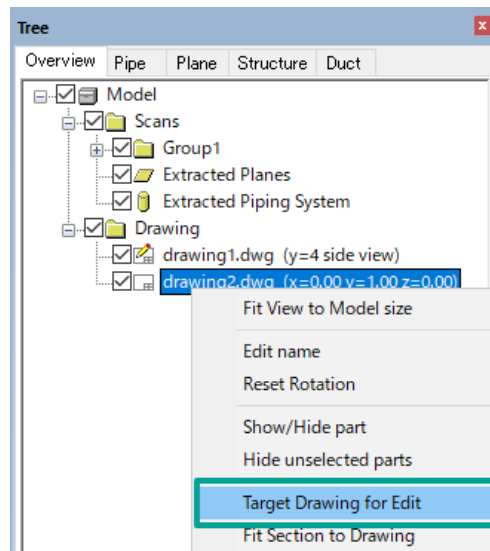 Tree
Overview Pipe Plane Structure Duct
Model
Scans
Group1
Extracted Planes
Extracted Piping System
Drawing
drawing1.dwg (y=4 side view)
drawing2.dwg (x=0.00 y=1.00 z=0.00)
Fit View to Model size
Edit name
Reset Rotation
Show/Hide part
Hide unselected parts
Target Drawing for Edit
Fit Section to Drawing